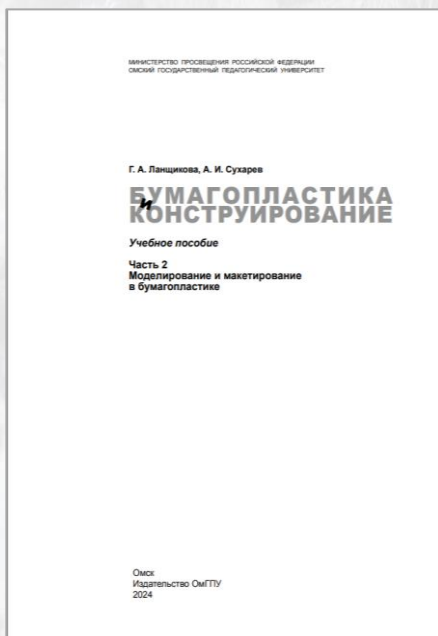 МИНИСТЕРСТВО ПРОСВЕЩЕНИЯ РОССИЙСКОЙ ФЕДЕРАЦИИ
ОМСКИЙ ГОСУДАРСТВЕННЫЙ ПЕДАГОГИЧЕСКИЙ УНИВЕРСИТЕТ
Г. А. Ланщикова, А. И. Сухарев
БУМАГОПЛАСТИКА
и
КОНСТРУИРОВАНИЕ
Учебное пособие
Часть 2
Моделирование и макетирование
в бумагопластике
Омск
Издательство ОмГПУ
2024